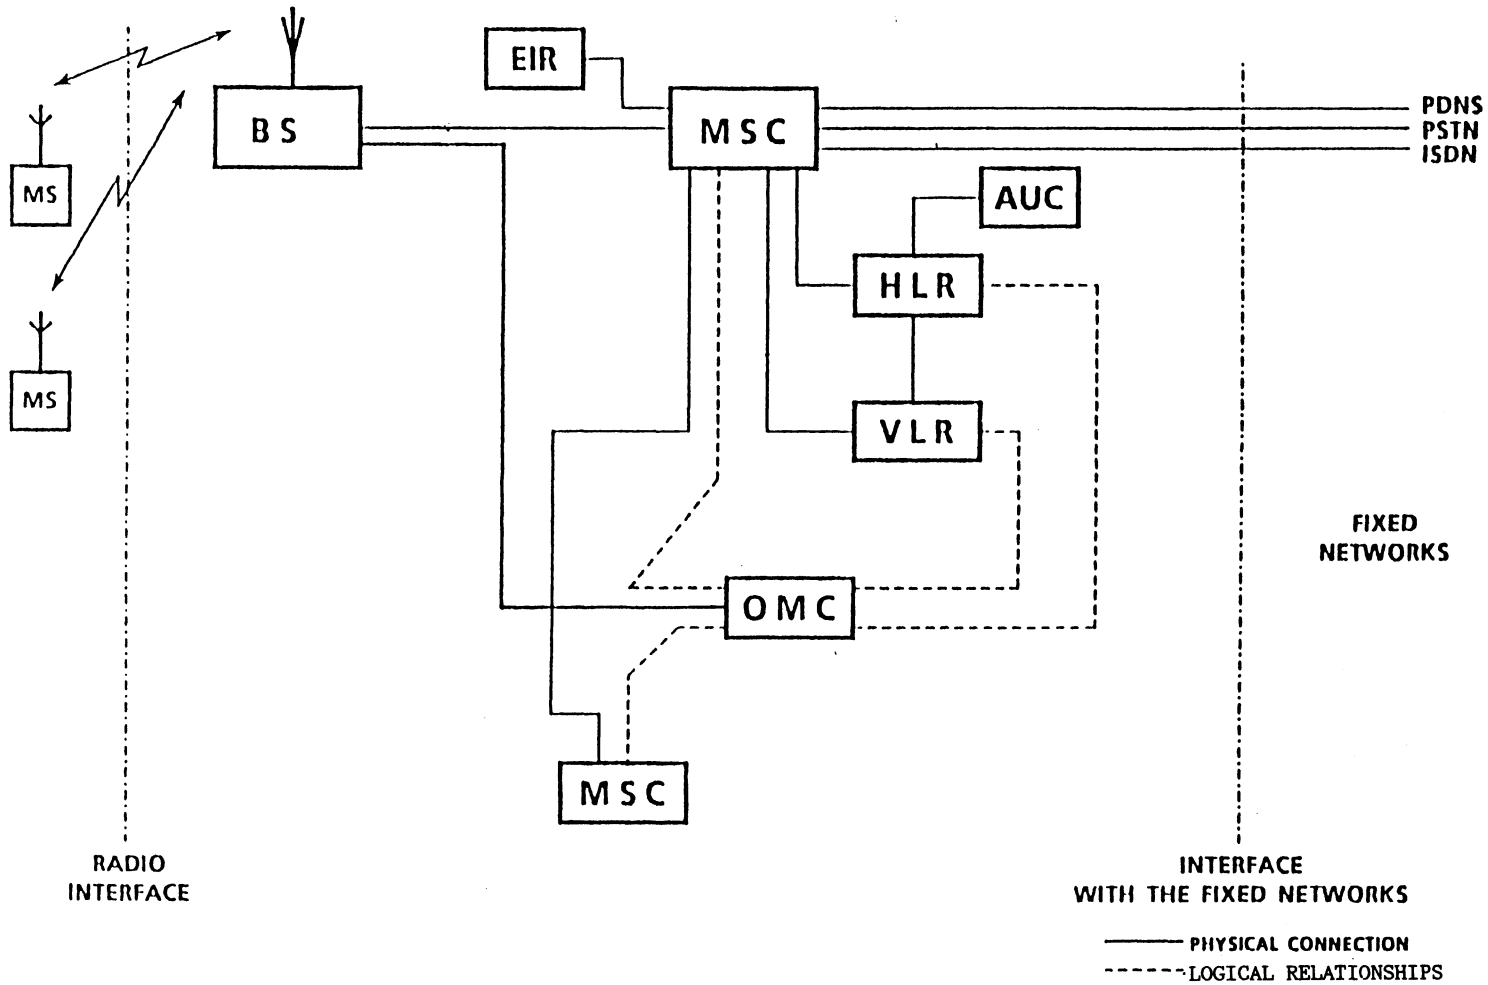 EIR
BS
MSC
PDNS
PSTN
ISDN
MS
AUC
HLR
MS
VLR
FIXED
NETWORKS
OMC
MSC
RADIO
INTERFACE
INTERFACE
WITH THE FIXED NETWORKS
PHYSICAL CONNECTION
LOGICAL RELATIONSHIPS